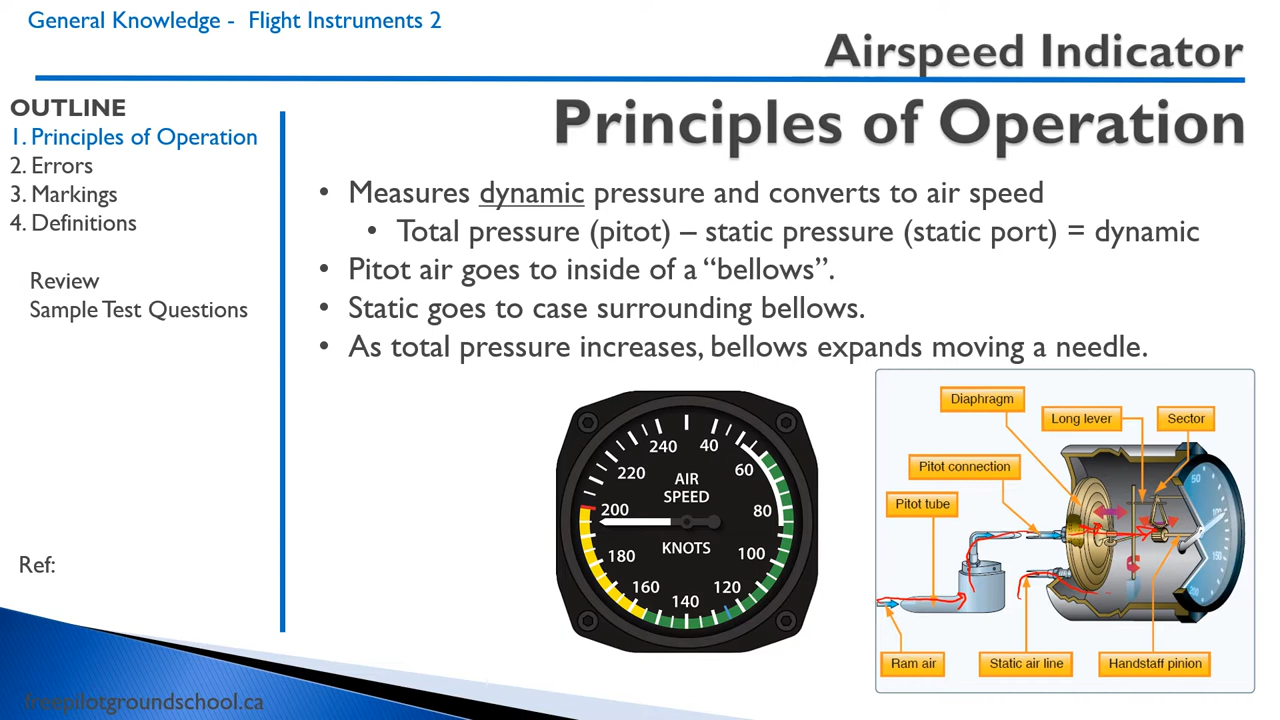 General Knowledge -  Flight Instruments 2
Airspeed Indicator
OUTLINE
1. Principles of Operation
2. Errors
3. Markings
4. Definitions
Review
Sample Test Questions
Ref:
freepilotgroundschool.ca
Principles of Operation
• Measures dynamic pressure and converts to air speed
• Total pressure (pitot) – static pressure (static port) = dynamic
• Pitot air goes to inside of a “bellows”.
• Static goes to case surrounding bellows.
• As total pressure increases, bellows expands moving a needle.
40
60
80
100
120
140
160
180
200
220
240
AIR
SPEED
KNOTS
Diaphragm
Long lever
Sector
Pitot connection
Pitot tube
50
150
Ram air
Static air line
Handstaff pinion